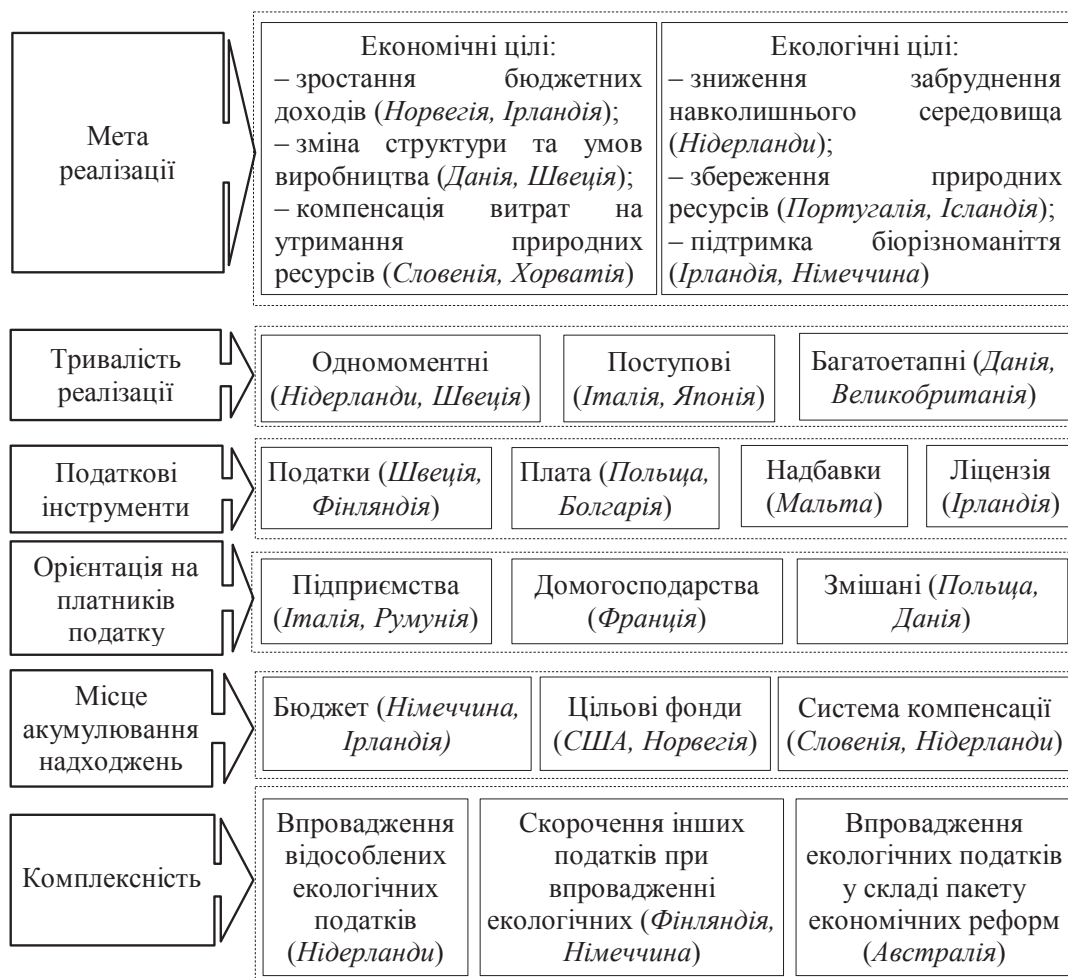 Мета
реалізації
Економічні цілі:
– зростання бюджетних
доходів (Норвегія, Ірландія);
– зміна структури та умов
виробництва (Данія, Швеція);
– компенсація витрат на
утримання природних
ресурсів (Словенія, Хорватія)
Екологічні цілі:
– зниження забруднення
навколишнього середовища
(Нідерланди);
– збереження природних
ресурсів (Португалія, Ісландія);
– підтримка біорізноманіття
(Ірландія, Німеччина)
Тривалість
реалізації
Одномоментні
(Нідерланди, Швеція)
Поступові
(Італія, Японія)
Багатоетапні (Данія,
Великобританія)
Податкові
інструменти
Податки (Швеція,
Фінляндія)
Плата (Польща,
Болгарія)
Надбавки
(Мальта)
Ліцензія
(Ірландія)
Орієнтація на
платників
податку
Підприємства
(Італія, Румунія)
Домогосподарства
(Франція)
Змішані (Польща,
Данія)
Місце
акумулювання
надходжень
Бюджет (Німеччина,
Ірландія)
Цільові фонди
(США, Норвегія)
Система компенсації
(Словенія, Нідерланди)
Комплексність
Впровадження
відособлених
екологічних
податків
(Нідерланди)
Скорочення інших
податків при
впровадженні
екологічних (Фінляндія,
Німеччина)
Впровадження
екологічних податків
у складі пакету
економічних реформ
(Австралія)